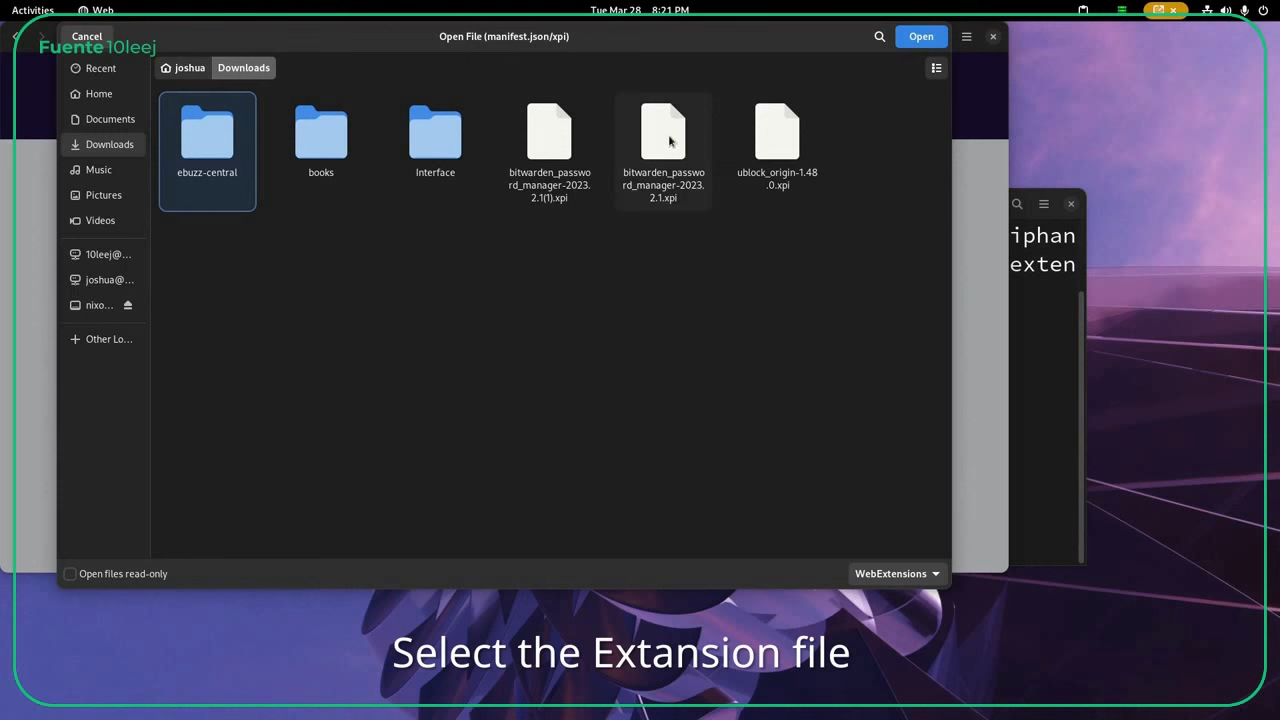 Activities
Web
Tue Mar 28 8:21 PM
Cancel
Open File (manifest.json/xpi)
Open
Fuente 10leej
Recent
joshua
Downloads
Home
Documents
Downloads
Music
Pictures
Videos
10leej@...
joshua@...
nixo...
Other Lo...
ebuzz-central
books
Interface
bitwarden_passwo
rd_manager-2023.
2.1(1).xpi
bitwarden_passwo
rd_manager-2023.
2.1.xpi
ublock_origin-1.48
.0.xpi
iphan
exten
Open files read-only
WebExtensions
Select the Extansion file